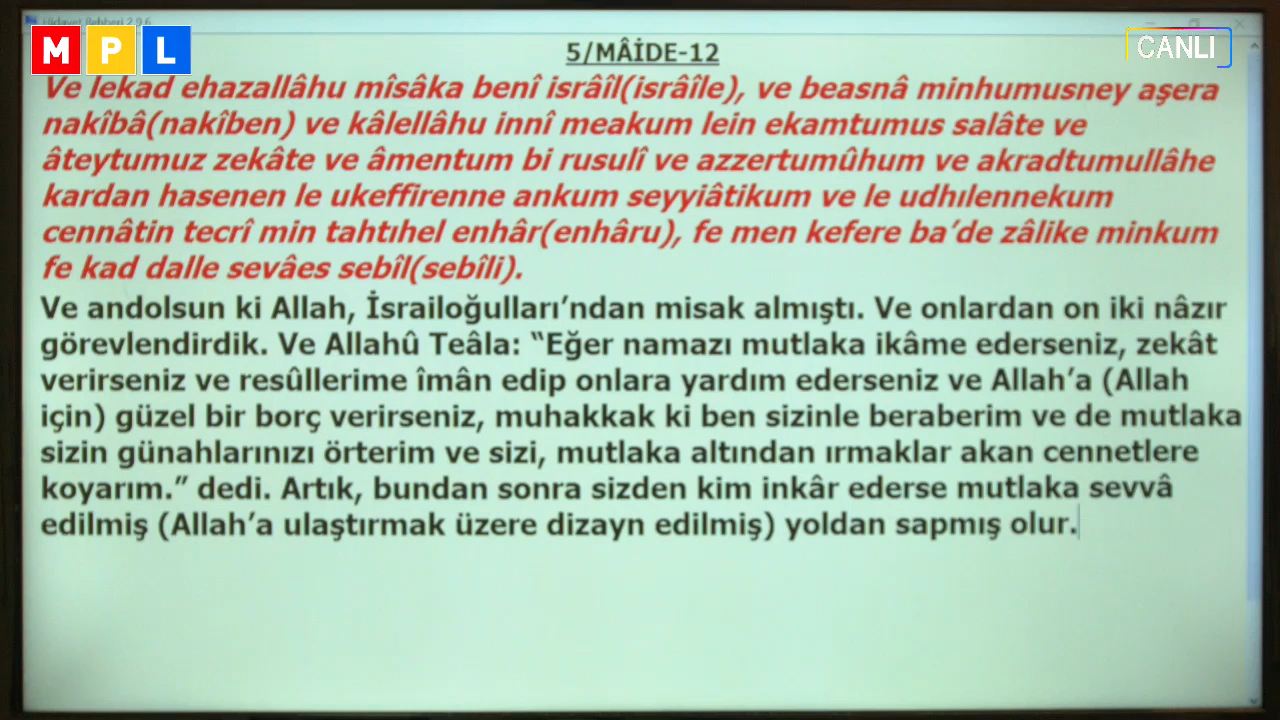 Hidayet Rehberi 2.9.6
MPL
CANLI
5/MÂİDE-12
Ve lekad ehazallâhu mîsâka benî isrâîl(isrâîle), ve beasnâ minhumusney aşera
nakîbâ(nakîben) ve kâlellâhu innî meakum lein ekamtumus salâte ve
âteytumuz zekâte ve âmentum bi rusulî ve azzertumûhum ve akradtumullâhe
kardan hasenen le ukeffirenne ankum seyyiâtikum ve le udhılennekum
cennâtin tecrî min tahtıhel enhâr(enhâru), fe men kefere ba’de zâlike minkum
fe kad dalle sevâes sebîl(sebîli).
Ve andolsun ki Allah, İsrailoğulları’ndan misak almıştı. Ve onlardan on iki nâzır
görevlendirdik. Ve Allahû Teâla: “Eğer namazı mutlaka ikâme ederseniz, zekât
verirseniz ve resûllerime îmân edip onlara yardım ederseniz ve Allah’a (Allah
için) güzel bir borç verirseniz, muhakkak ki ben sizinle beraberim ve de mutlaka
sizin günahlarınızı örterim ve sizi, mutlaka altından ırmaklar akan cennetlere
koyarım.” dedi. Artık, bundan sonra sizden kim inkâr ederse mutlaka sevvâ
edilmiş (Allah’a ulaştırmak üzere dizayn edilmiş) yoldan sapmış olur.